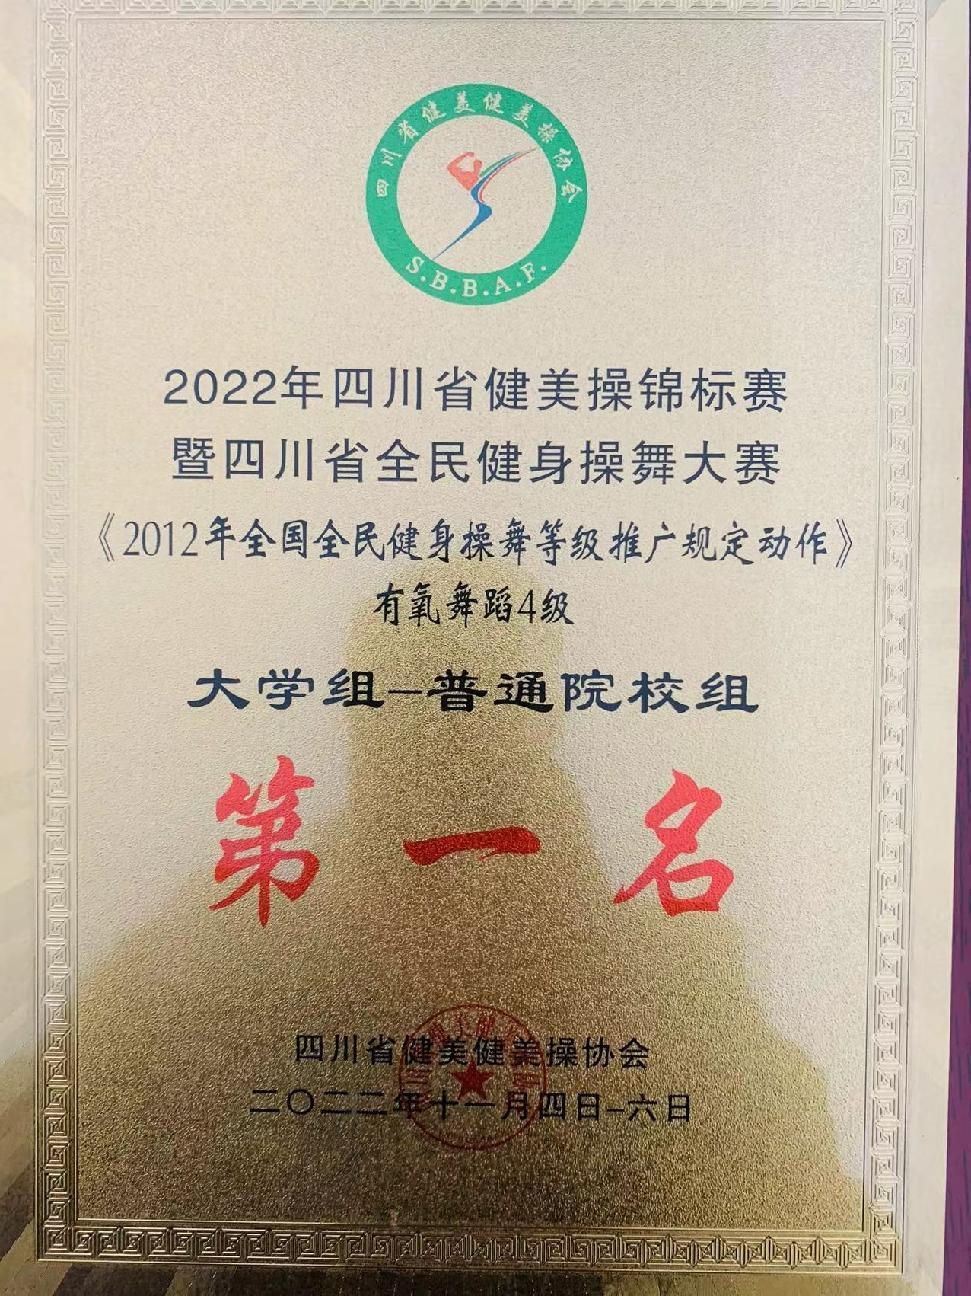 四川省健美健美操协会
S.B.B.A.F.
2022年四川省健美操锦标赛
暨四川省全民健身操舞大赛
《2012年全国全民健身操舞等级推广规定动作》
有氧舞蹈4级
大学组-普通院校组
第一名
四川省健美健美操协会
二〇二二年十一月四日-六日